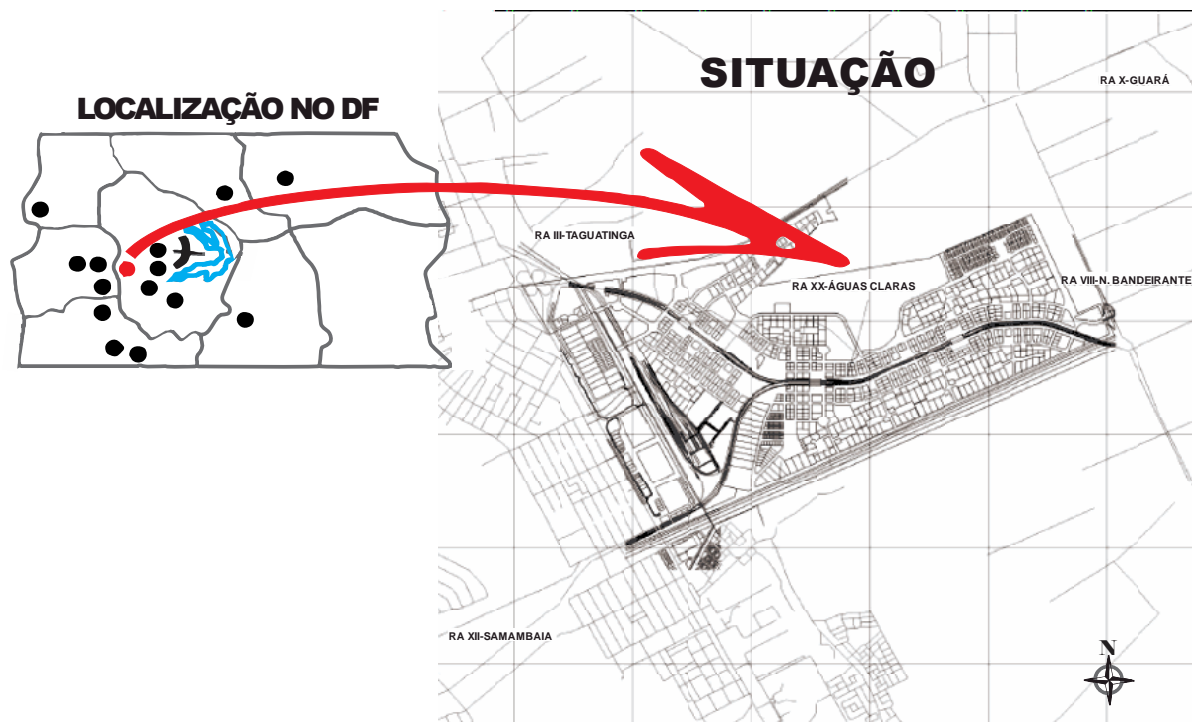 SITUAÇÃO
RA X-GUARÁ
LOCALIZAÇÃO NO DF
RA III-TAGUATINGA
RA XX-ÁGUAS CLARAS
RA VIII-N. BANDEIRANTE
RA XII-SAMAMBAIA
N